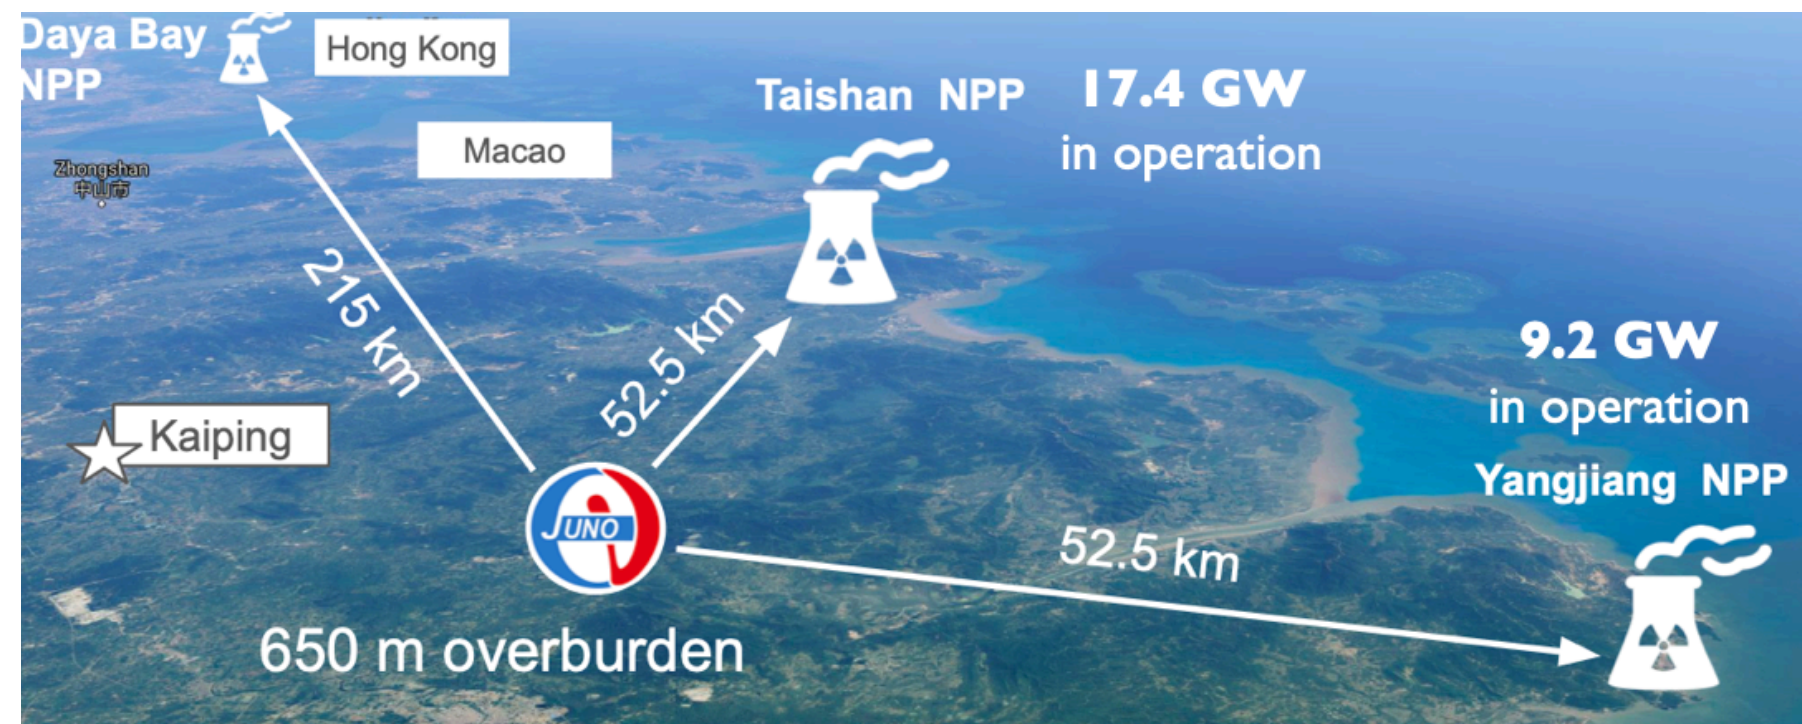 Daya Bay
NPP
Hong Kong
Macao
Zhongshan
中山市
Taishan NPP
17.4 GW
in operation
215 km
52.5 km
9.2 GW
in operation
Yangjiang NPP
Kaiping
JUNO
52.5 km
650 m overburden